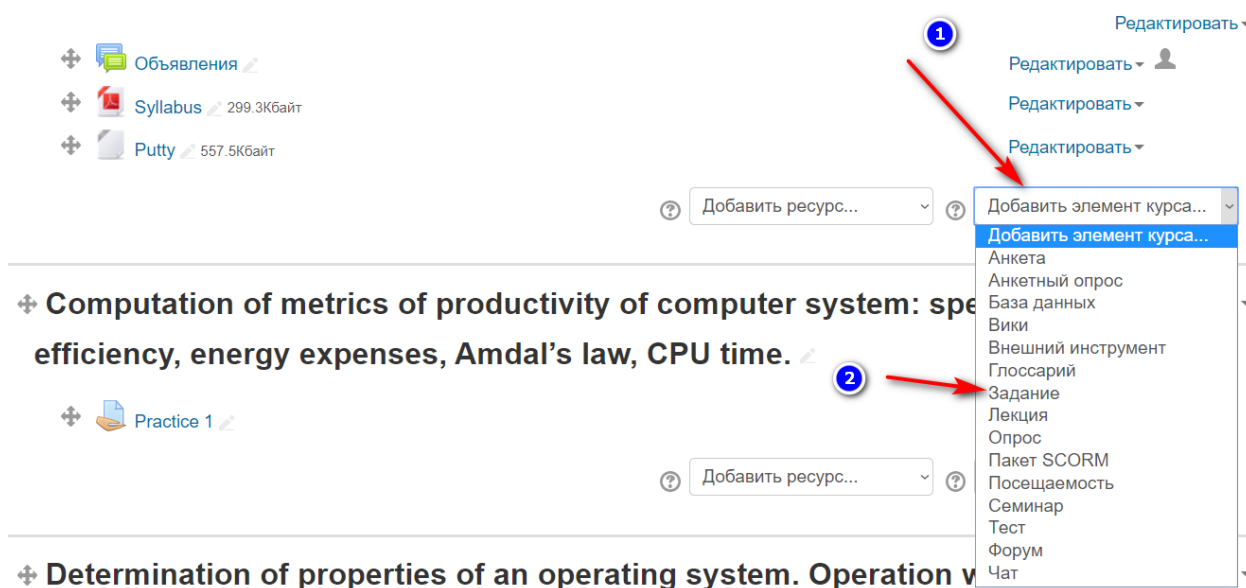 1
Редактировать
Объявления
Редактировать
Syllabus 299.3Кбайт
Редактировать
Putty 557.5Кбайт
Редактировать
? Добавить ресурс...
? Добавить элемент курса...
Добавить элемент курса...
Анкета
Анкетный опрос
База данных
Вики
Внешний инструмент
Глоссарий
Задание
Лекция
Опрос
Пакет SCORM
Посещаемость
Семинар
Тест
Форум
Чат
Computation of metrics of productivity of computer system:
efficiency, energy expenses, Amdal’s law, CPU time.
2
Practice 1
? Добавить ресурс...
?
Determination of properties of an operating system. Operation